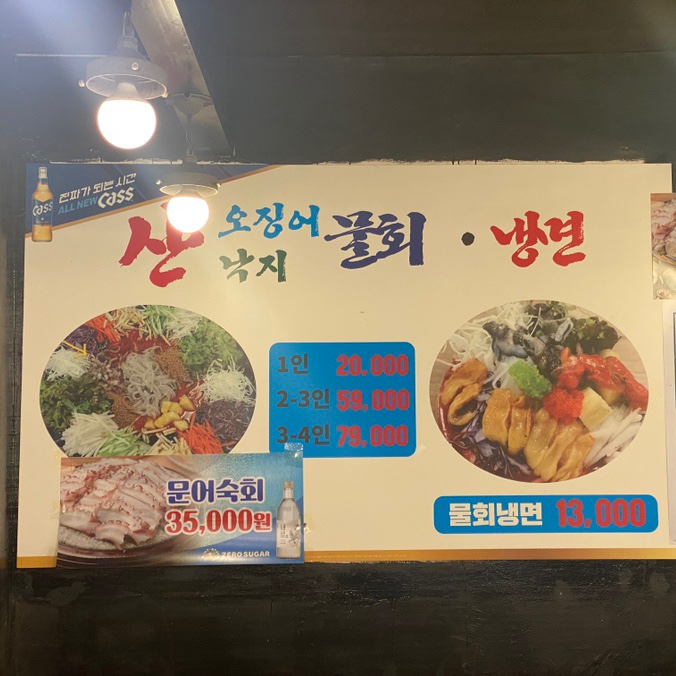 진짜가 되는 시간
ALL NEW Cass
Cass
산 오징어 낙지 물회 · 냉면
1인 20,000
2-3인 59,000
3-4인 79,000
문어숙회
35,000원
ZERO SUGAR
물회냉면 13,000